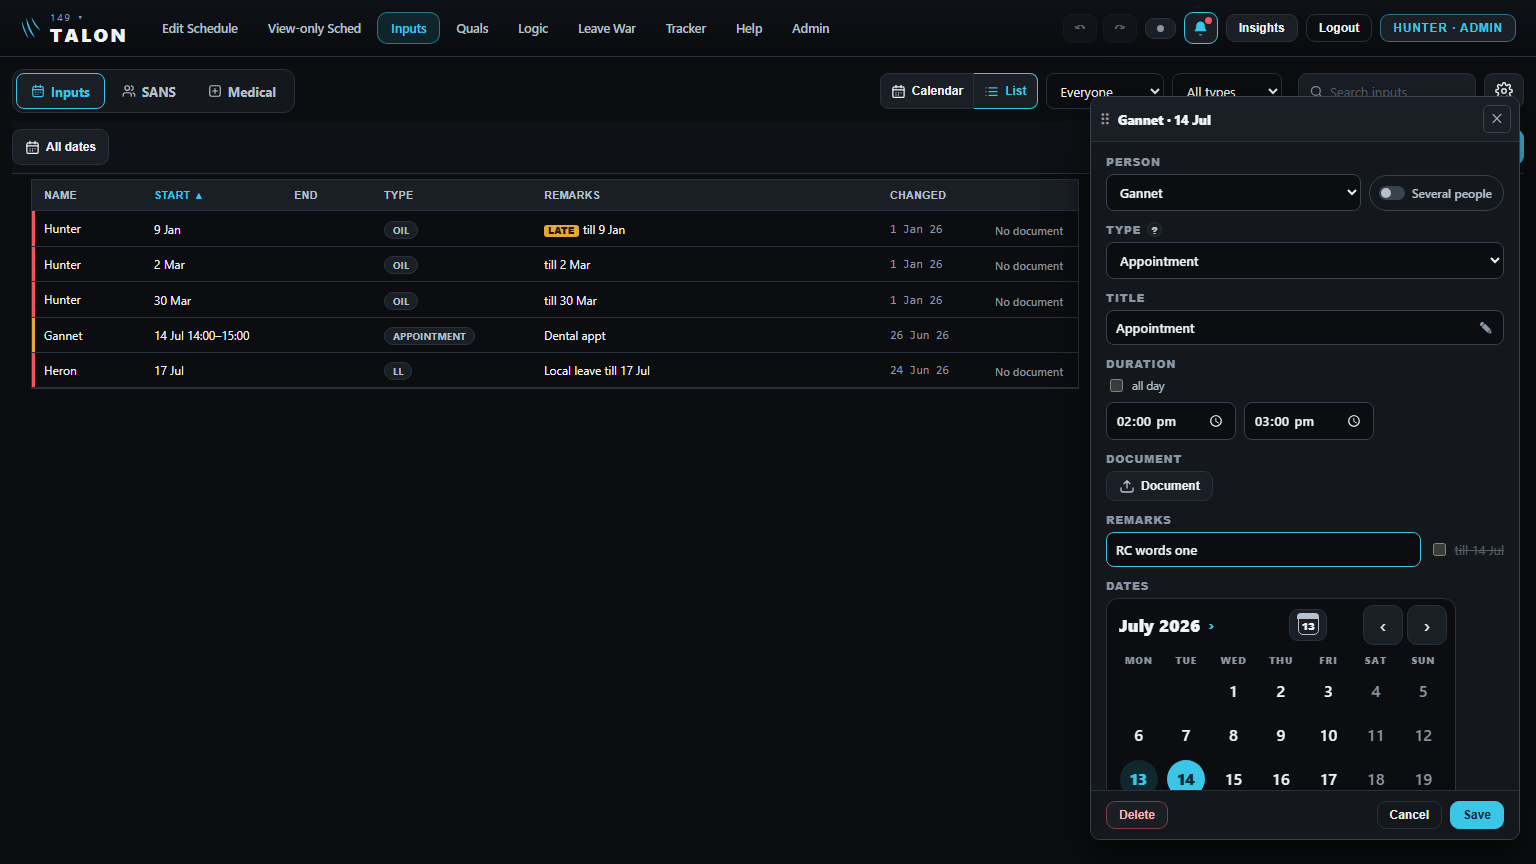 149
TALON
Edit Schedule
View-only Sched
Inputs
Quals
Logic
Leave War
Tracker
Help
Admin
Insights
Logout
HUNTER · ADMIN
Inputs
SANS
Medical
Calendar
List
Everyone
All types
Search inputs
All dates
NAME START ▲ END TYPE REMARKS CHANGED
Hunter 9 Jan OIL LATE till 9 Jan 1 Jan 26 No document
Hunter 2 Mar OIL till 2 Mar 1 Jan 26 No document
Hunter 30 Mar OIL till 30 Mar 1 Jan 26 No document
Gannet 14 Jul 14:00–15:00 APPOINTMENT Dental appt 26 Jun 26
Heron 17 Jul LL Local leave till 17 Jul 24 Jun 26 No document
Gannet · 14 Jul
PERSON
Gannet
Several people
TYPE ?
Appointment
TITLE
Appointment
DURATION
all day
02:00 pm 03:00 pm
DOCUMENT
Document
REMARKS
RC words one
till 14 Jul
DATES
July 2026 ›
13
‹ ›
MON TUE WED THU FRI SAT SUN
1 2 3 4 5
6 7 8 9 10 11 12
13 14 15 16 17 18 19
Delete
Cancel
Save